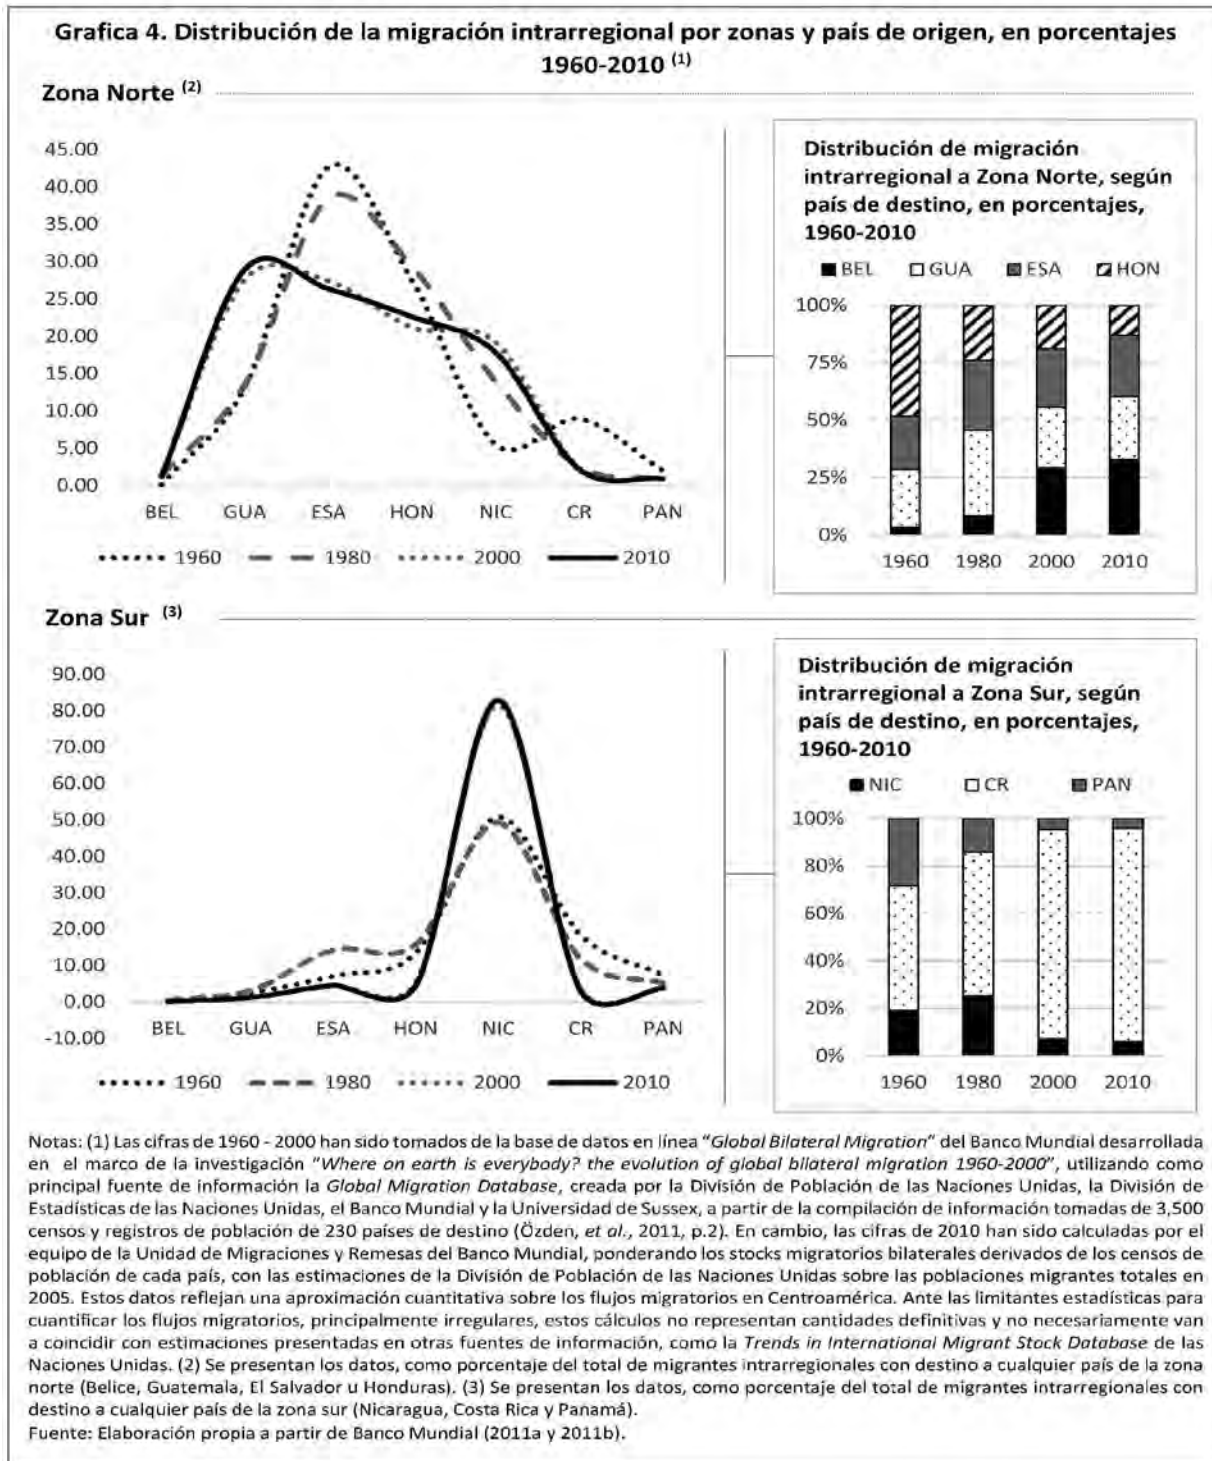 Grafica 4. Distribución de la migración intrarregional por zonas y país de origen, en porcentajes
1960-2010 (1)
Zona Norte (2)
45.00
40.00
35.00
30.00
25.00
20.00
15.00
10.00
5.00
0.00
BEL GUA ESA HON NIC CR PAN
1960 1980 2000 2010
Distribución de migración
intrarregional a Zona Norte, según
país de destino, en porcentajes,
1960-2010
BEL GUA ESA HON
100%
75%
50%
25%
0%
1960 1980 2000 2010
Zona Sur (3)
90.00
80.00
70.00
60.00
50.00
40.00
30.00
20.00
10.00
0.00
-10.00
BEL GUA ESA HON NIC CR PAN
1960 1980 2000 2010
Distribución de migración
intrarregional a Zona Sur, según
país de destino, en porcentajes,
1960-2010
NIC CR PAN
100%
80%
60%
40%
20%
0%
1960 1980 2000 2010
Notas: (1) Las cifras de 1960 - 2000 han sido tomados de la base de datos en línea “Global Bilateral Migration” del Banco Mundial desarrollada
en el marco de la investigación “Where on earth is everybody? the evolution of global bilateral migration 1960-2000”, utilizando como
principal fuente de información la Global Migration Database, creada por la División de Población de las Naciones Unidas, la División de
Estadísticas de las Naciones Unidas, el Banco Mundial y la Universidad de Sussex, a partir de la compilación de información tomadas de 3,500
censos y registros de población de 230 países de destino (Özden, et al., 2011, p.2). En cambio, las cifras de 2010 han sido calculadas por el
equipo de la Unidad de Migraciones y Remesas del Banco Mundial, ponderando los stocks migratorios bilaterales derivados de los censos de
población de cada país, con las estimaciones de la División de Población de las Naciones Unidas sobre las poblaciones migrantes totales en
2005. Estos datos reflejan una aproximación cuantitativa sobre los flujos migratorios en Centroamérica. Ante las limitantes estadísticas para
cuantificar los flujos migratorios, principalmente irregulares, estos cálculos no representan cantidades definitivas y no necesariamente van
a coincidir con estimaciones presentadas en otras fuentes de información, como la Trends in International Migrant Stock Database de las
Naciones Unidas. (2) Se presentan los datos, como porcentaje del total de migrantes intrarregionales con destino a cualquier país de la zona
norte (Belice, Guatemala, El Salvador u Honduras). (3) Se presentan los datos, como porcentaje del total de migrantes intrarregionales con
destino a cualquier país de la zona sur (Nicaragua, Costa Rica y Panamá).
Fuente: Elaboración propia a partir de Banco Mundial (2011a y 2011b).